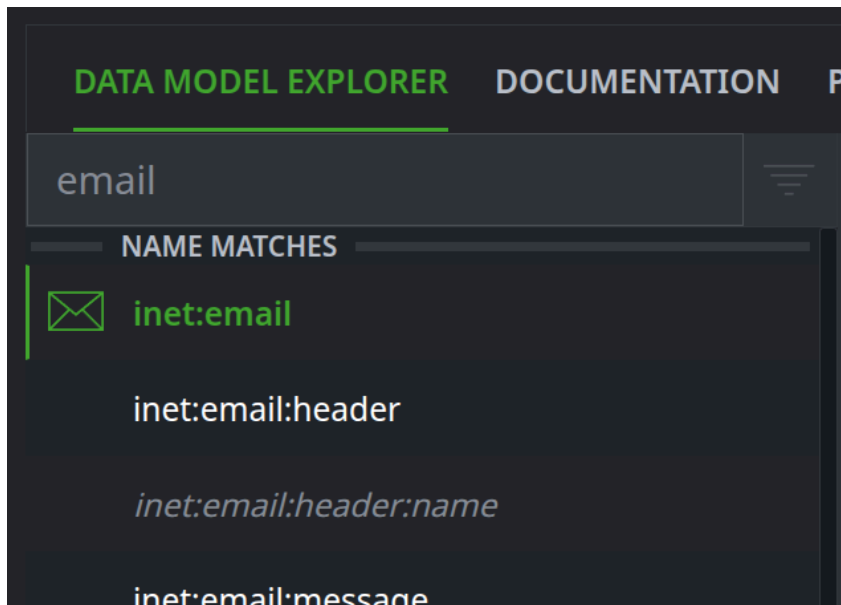 DATA MODEL EXPLORER DOCUMENTATION
email
NAME MATCHES
inet:email
inet:email:header
inet:email:header:name
inet:email:message